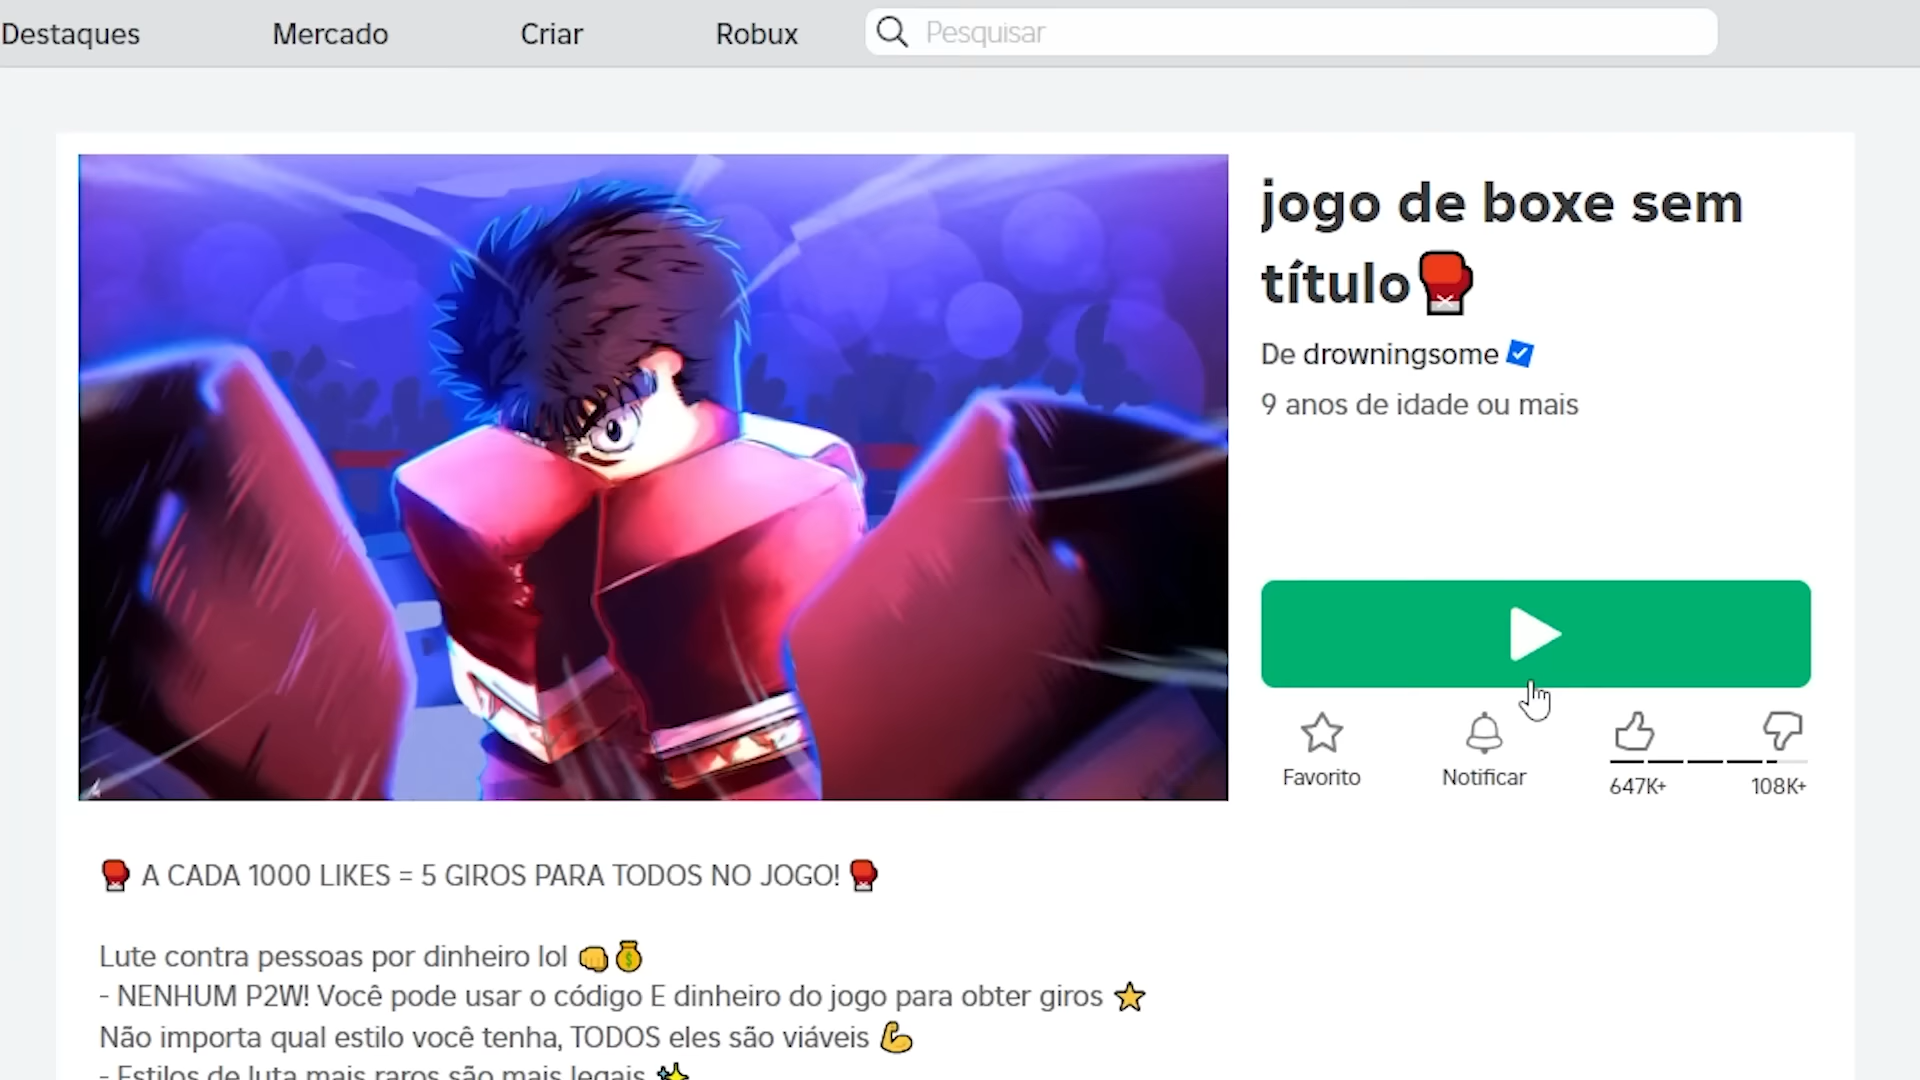 Destaques Mercado Criar Robux Pesquisar
jogo de boxe sem
título🥊
De drowningsome
9 anos de idade ou mais
Favorito Notificar 647K+ 108K+
🥊 A CADA 1000 LIKES = 5 GIROS PARA TODOS NO JOGO! 🥊
Lute contra pessoas por dinheiro lol 👊💰
- NENHUM P2W! Você pode usar o código E dinheiro do jogo para obter giros ⭐
Não importa qual estilo você tenha, TODOS eles são viáveis 💪
- Estilos de luta mais raros são mais legais ✨